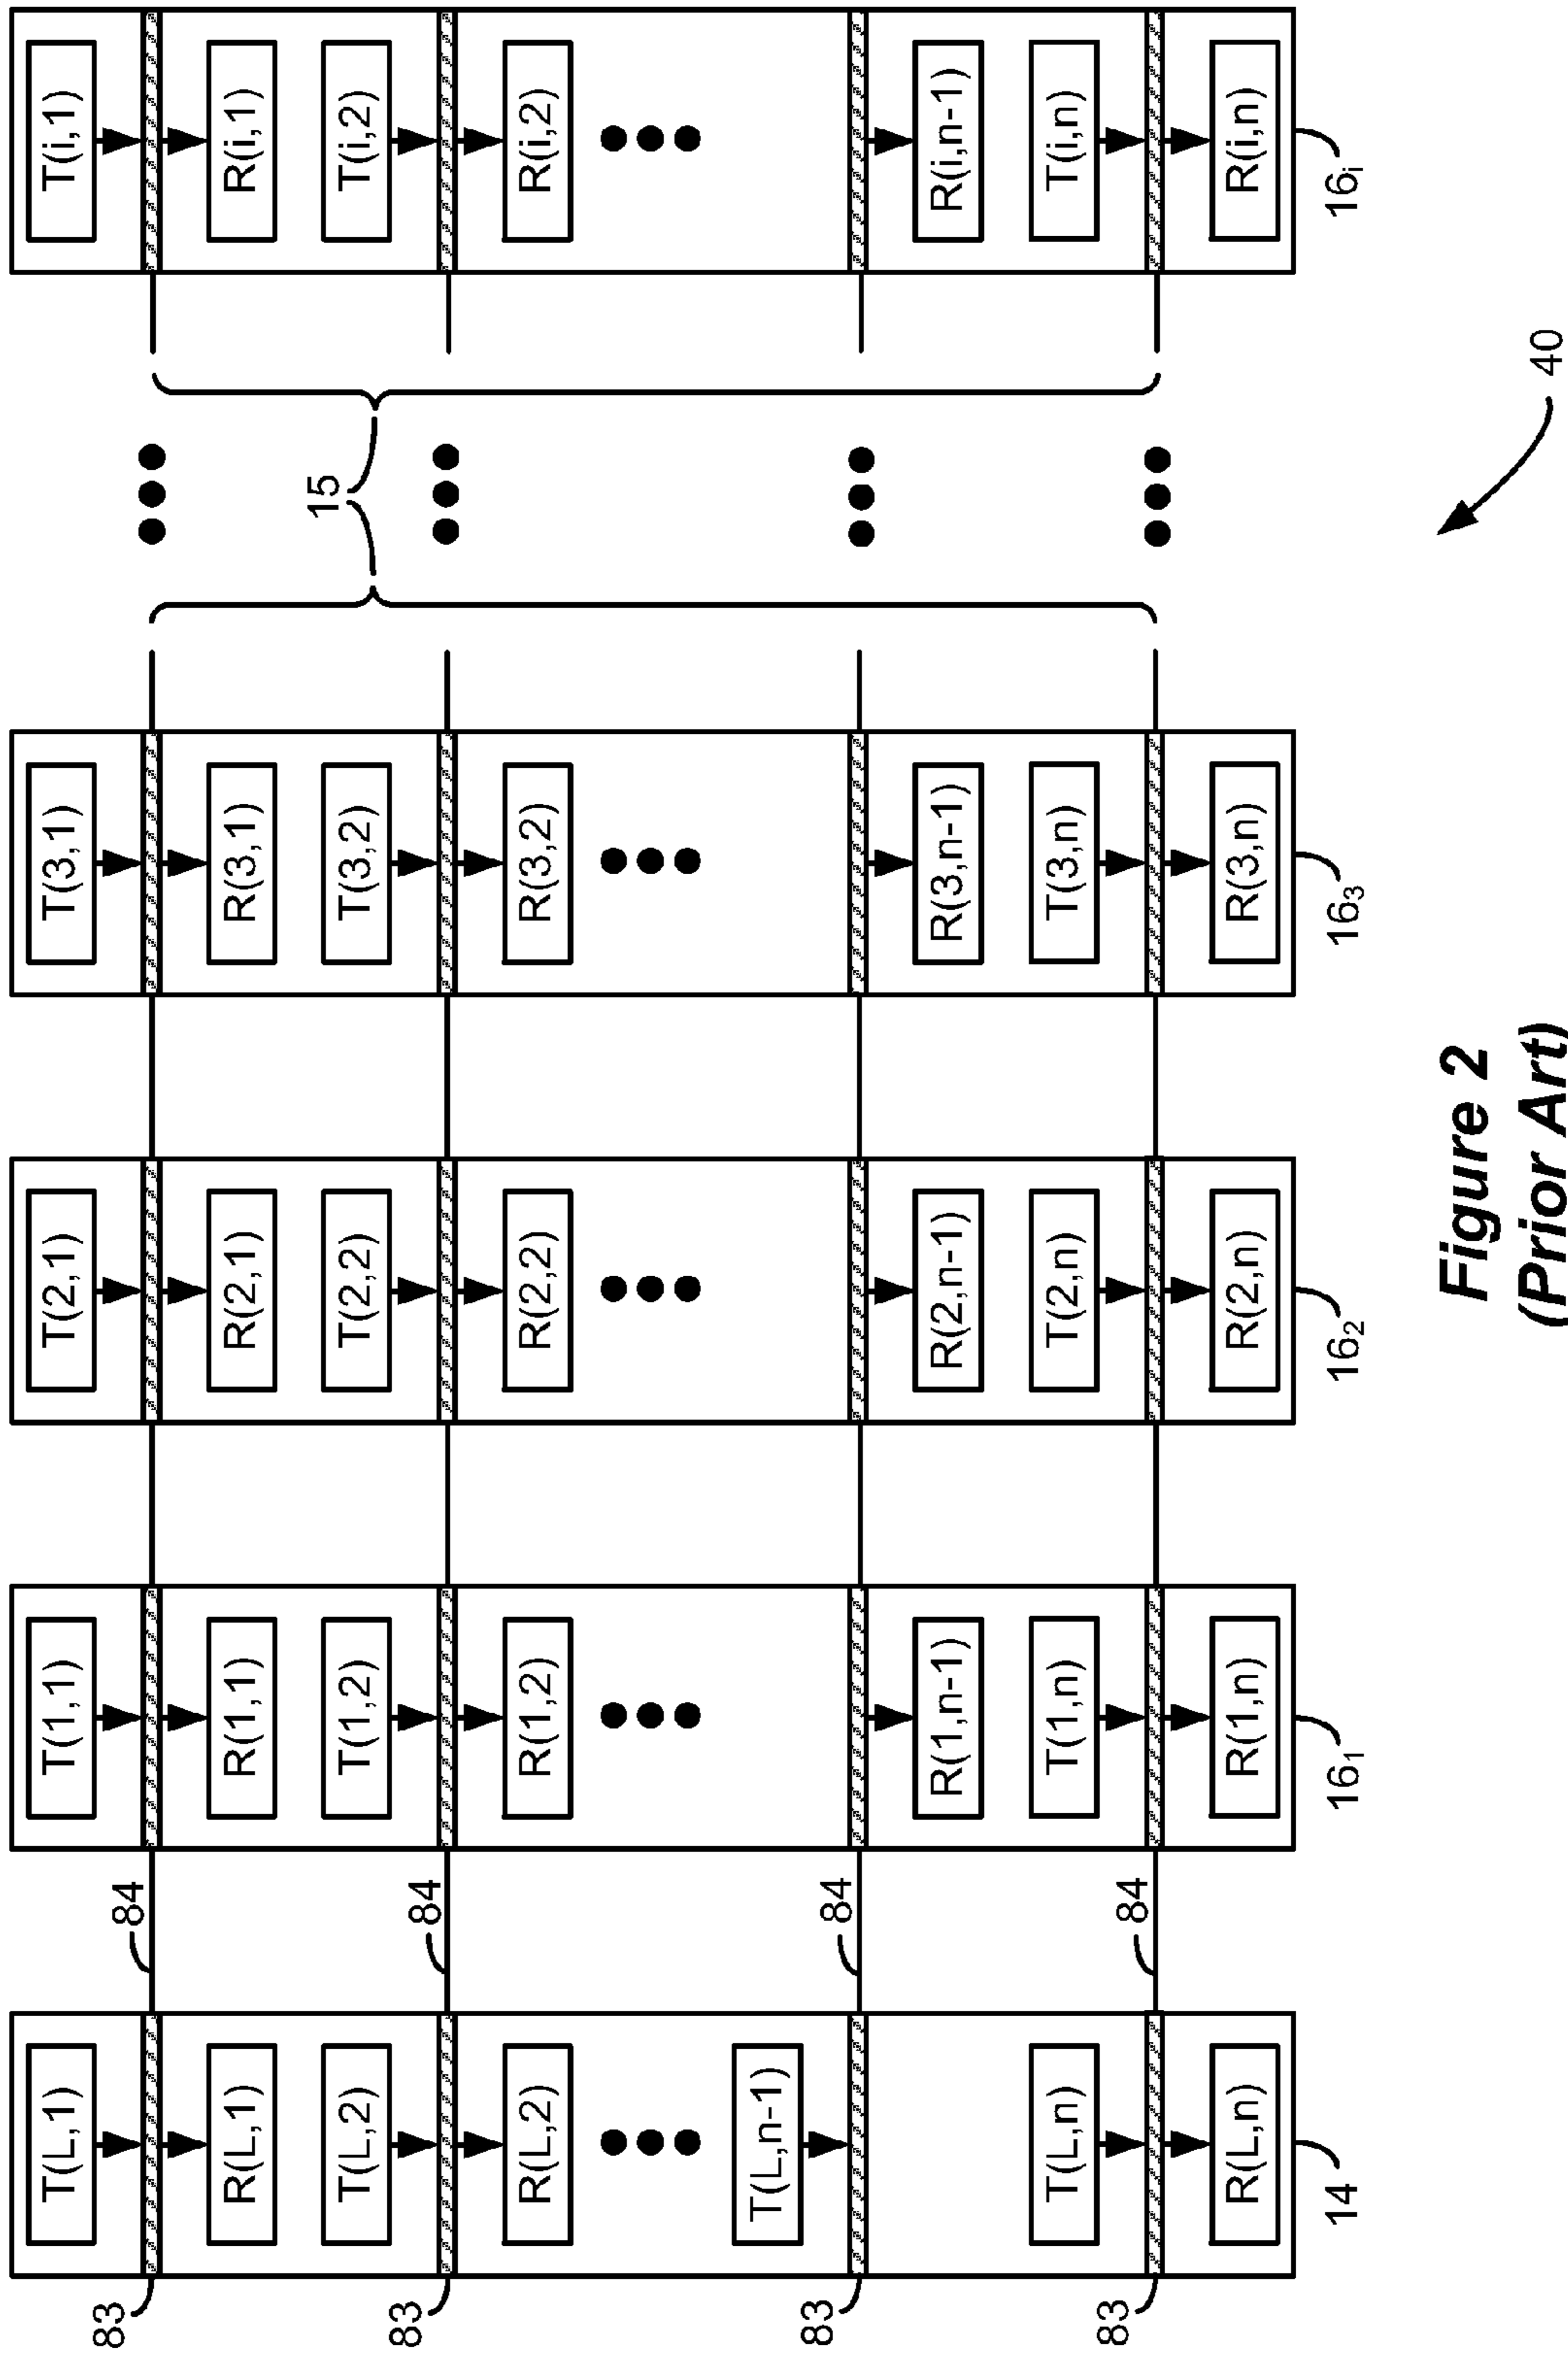 T(L,1)
T(1,1)
T(2,1)
T(3,1)
T(i,1)
83
84
R(L,1)
R(1,1)
R(2,1)
R(3,1)
R(i,1)
15
T(L,2)
T(1,2)
T(2,2)
T(3,2)
T(i,2)
83
84
R(L,2)
R(1,2)
R(2,2)
R(3,2)
R(i,2)
T(L,n-1)
83
84
R(1,n-1)
R(2,n-1)
R(3,n-1)
R(i,n-1)
T(L,n)
T(1,n)
T(2,n)
T(3,n)
T(i,n)
83
84
R(L,n)
R(1,n)
R(2,n)
R(3,n)
R(i,n)
14
16₁
16₂
16₃
16ᵢ
40
Figure 2
(Prior Art)